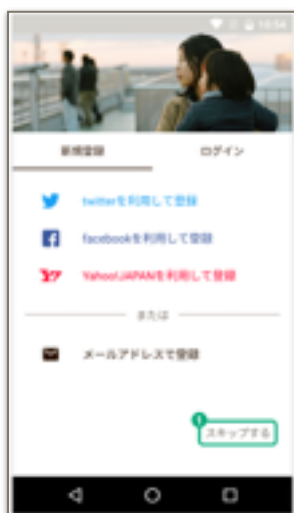 10:54
新規登録
ログイン
twitterを利用して登録
facebookを利用して登録
Yahoo!JAPANを利用して登録
または
メールアドレスで登録
1
スキップする